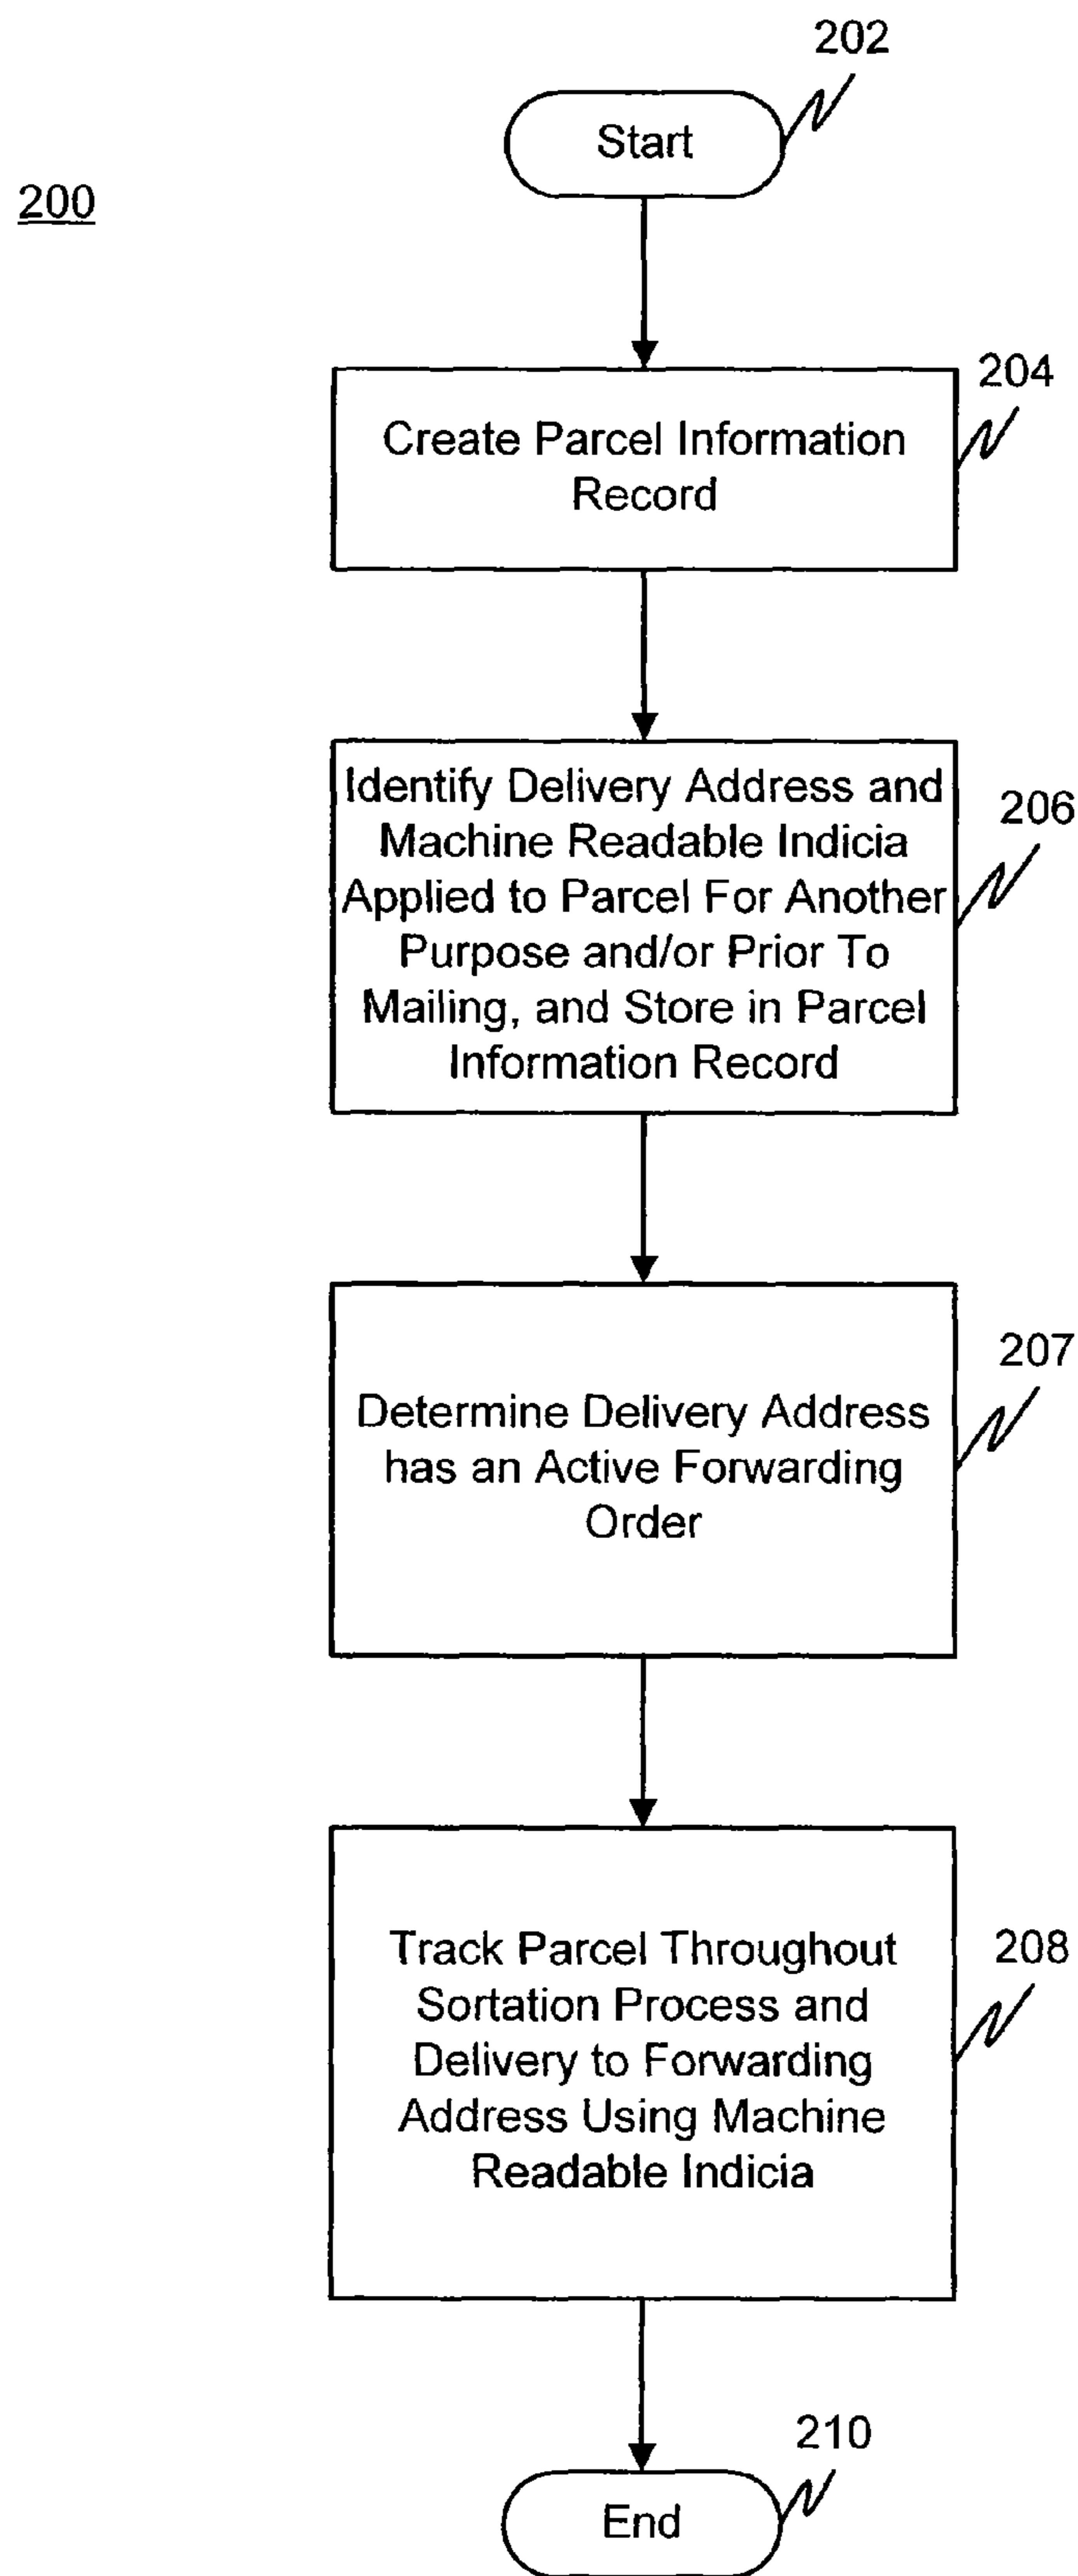 202
Start
200
204
Create Parcel Information
Record
Identify Delivery Address and
206
Machine Readable Indicia
Applied to Parcel For Another
Purpose and/or Prior To
Mailing, and Store in Parcel
Information Record
207
Determine Delivery Address
has an Active Forwarding
Order
Track Parcel Throughout
208
Sortation Process and
Delivery to Forwarding
Address Using Machine
Readable Indicia
210
End